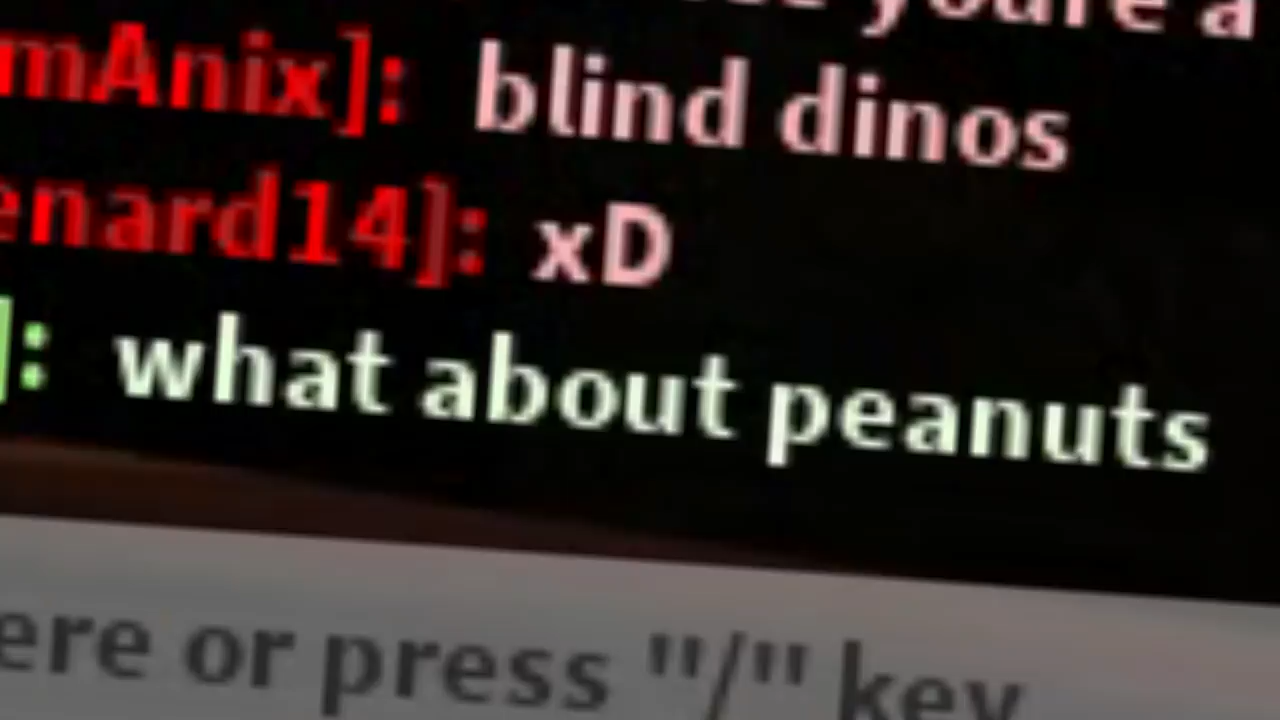 youre a
mAnix]: blind dinos
enard14]: xD
]: what about peanuts
ere or press "/" key